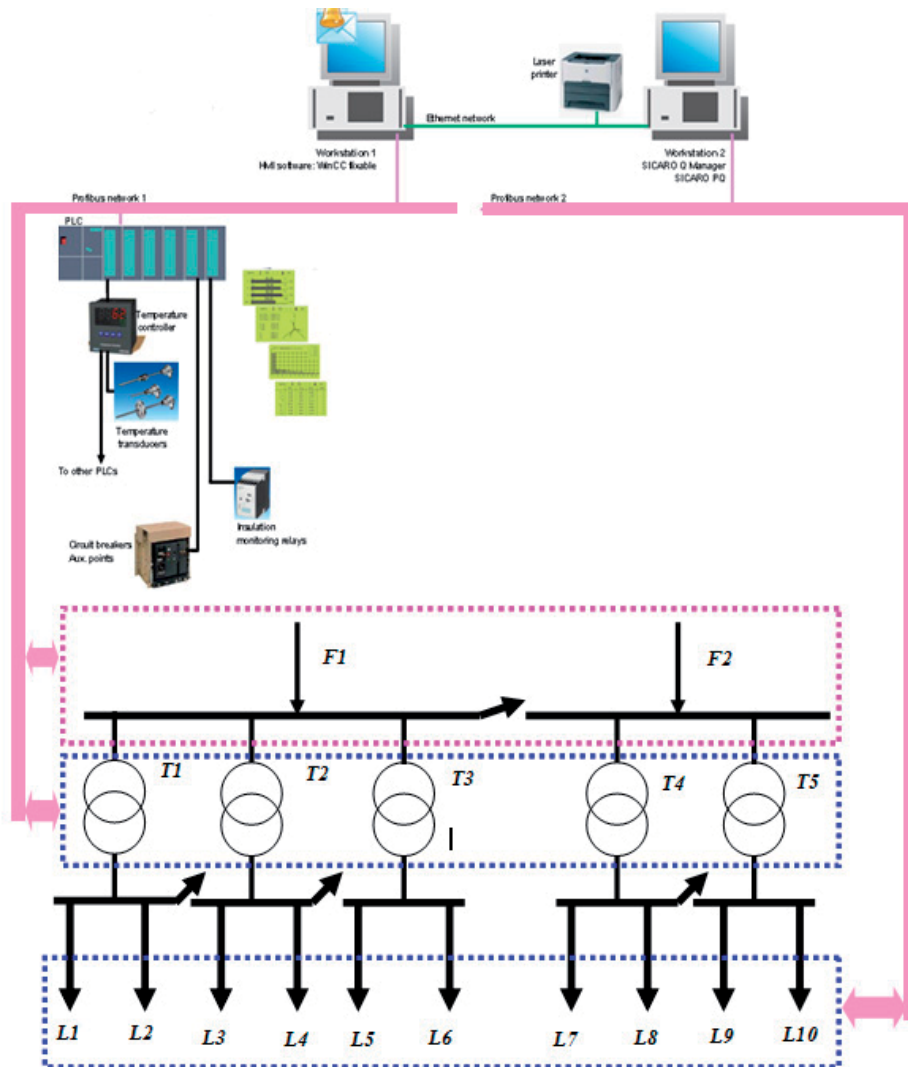 Laser
printer
Ethernet network
Workstation 1
HMI software: WinCC flixable
Workstation 2
SICARO Q Manager
SICARO PQ
Profibus network 1
Profibus network 2
PLC
Temperature
controller
Temperature
transducers
To other PLCs
Insulation
monitoring relays
Circuit breakers
Aux. points
F1
F2
T1
T2
T3
T4
T5
L1
L2
L3
L4
L5
L6
L7
L8
L9
L10